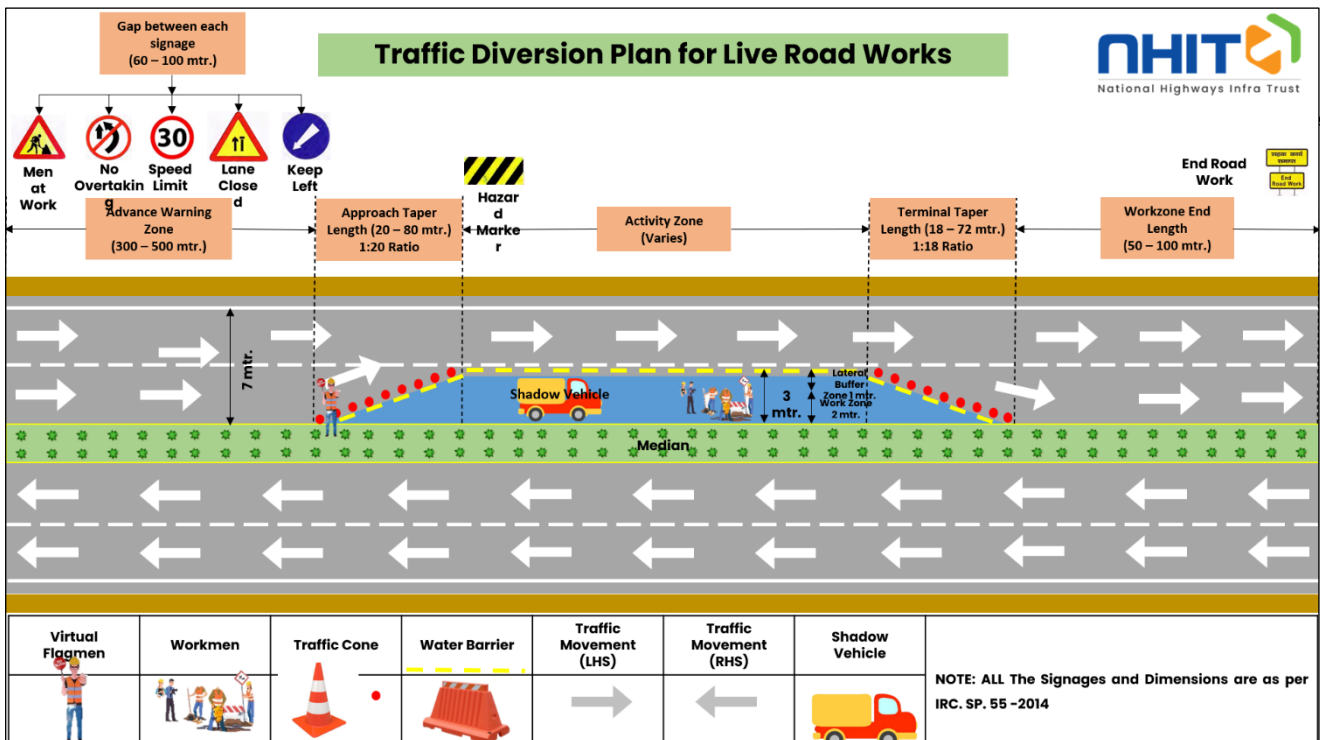 Gap between each
signage
(60 – 100 mtr.)
Traffic Diversion Plan for Live Road Works
NHIT
National Highways Infra Trust
30
Men
at
Work
No
Overtakin
g
Speed
Limit
Lane
Close
d
Keep
Left
Hazar
d
Marke
r
End Road
Work
सड़क कार्य
समाप्त
End
Road Work
Advance Warning
Zone
(300 – 500 mtr.)
Approach Taper
Length (20 – 80 mtr.)
1:20 Ratio
Activity Zone
(Varies)
Terminal Taper
Length (18 – 72 mtr.)
1:18 Ratio
Workzone End
Length
(50 – 100 mtr.)
7 mtr.
Shadow Vehicle
3
mtr.
Lateral
Buffer
Zone 1 mtr.
Work Zone
2 mtr.
Median
Virtual
Flagmen
Workmen
Traffic Cone
Water Barrier
Traffic
Movement
(LHS)
Traffic
Movement
(RHS)
Shadow
Vehicle
NOTE: ALL The Signages and Dimensions are as per
IRC. SP. 55 -2014